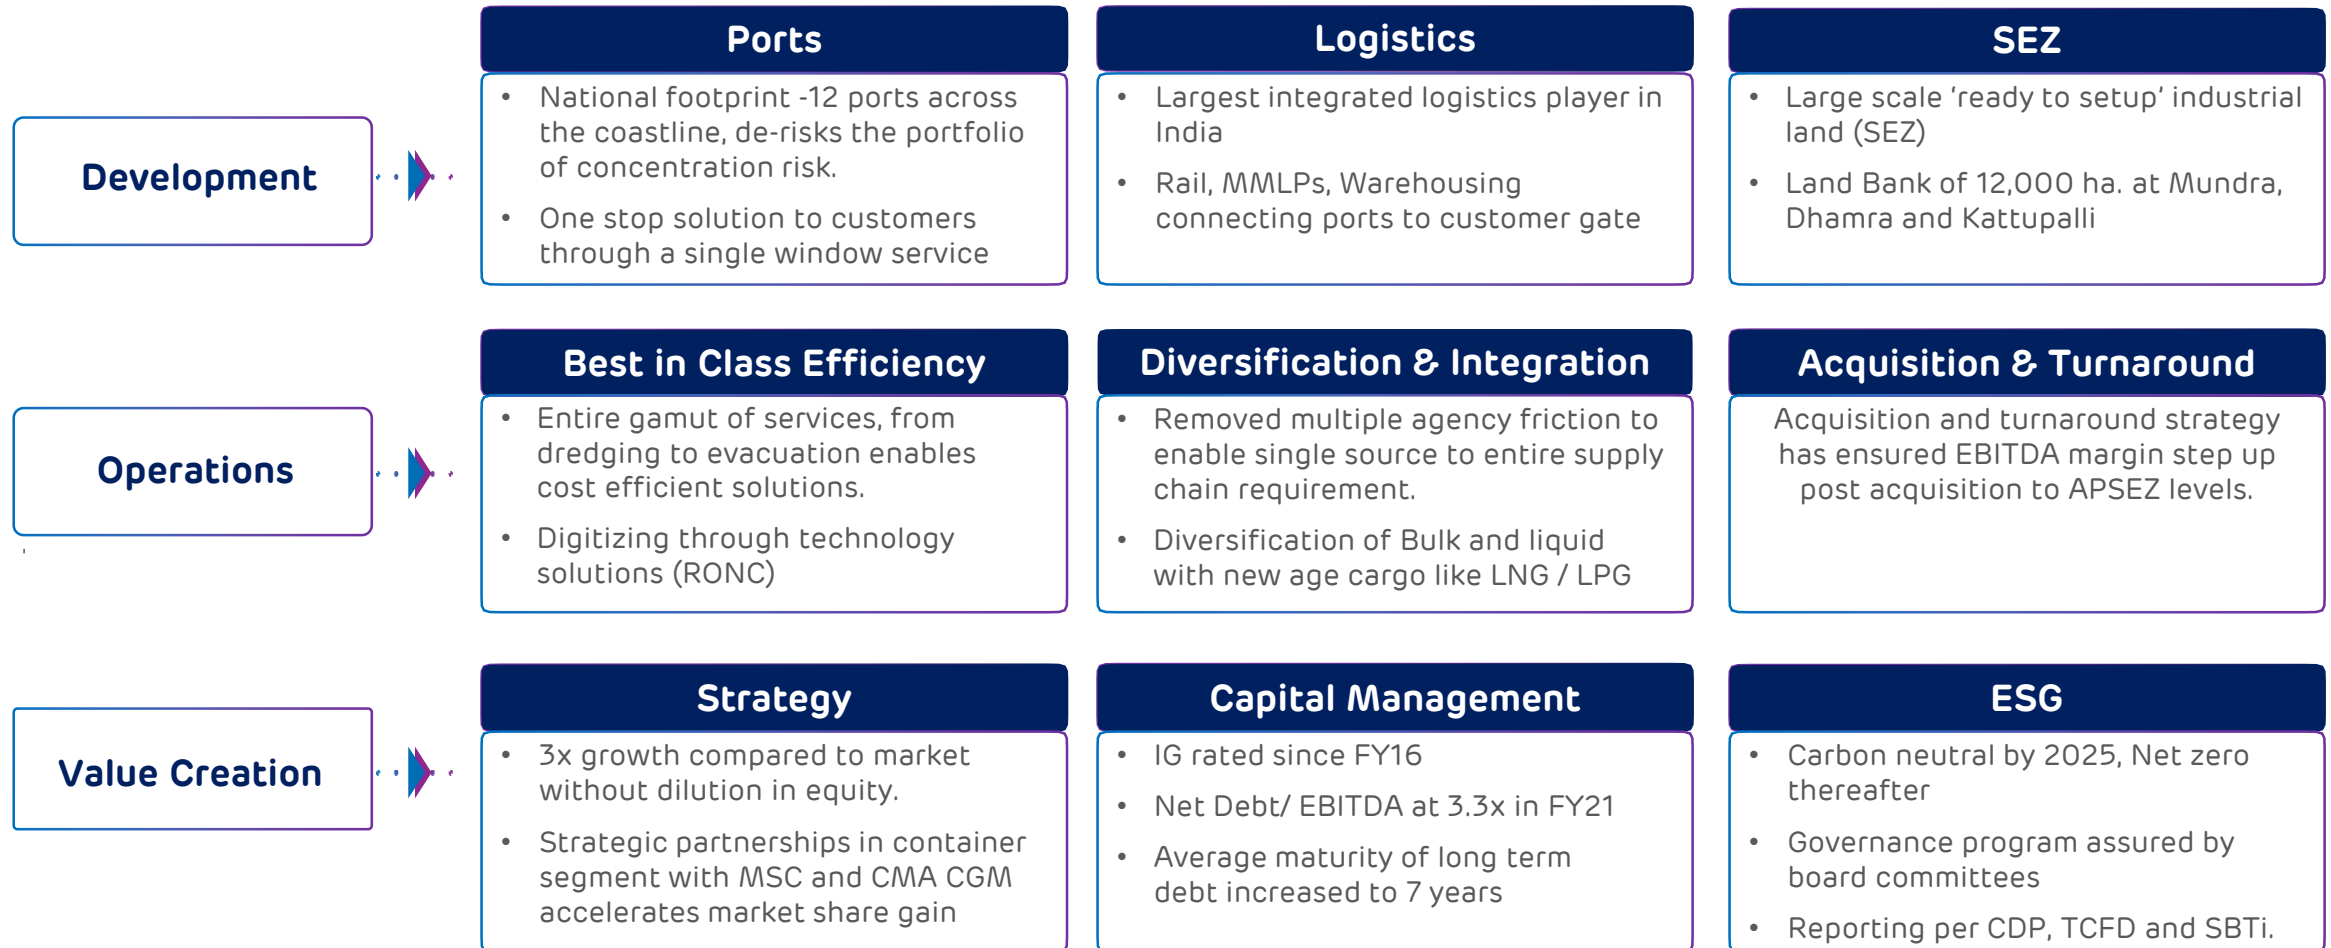 Ports
Logistics
SEZ
Development
• National footprint -12 ports across
the coastline, de-risks the portfolio
of concentration risk.
• One stop solution to customers
through a single window service
• Largest integrated logistics player in
India
• Rail, MMLPs, Warehousing
connecting ports to customer gate
• Large scale ‘ready to setup’ industrial
land (SEZ)
• Land Bank of 12,000 ha. at Mundra,
Dhamra and Kattupalli
Best in Class Efficiency
Diversification & Integration
Acquisition & Turnaround
Operations
• Entire gamut of services, from
dredging to evacuation enables
cost efficient solutions.
• Digitizing through technology
solutions (RONC)
• Removed multiple agency friction to
enable single source to entire supply
chain requirement.
• Diversification of Bulk and liquid
with new age cargo like LNG / LPG
Acquisition and turnaround strategy
has ensured EBITDA margin step up
post acquisition to APSEZ levels.
Strategy
Capital Management
ESG
Value Creation
• 3x growth compared to market
without dilution in equity.
• Strategic partnerships in container
segment with MSC and CMA CGM
accelerates market share gain
• IG rated since FY16
• Net Debt/ EBITDA at 3.3x in FY21
• Average maturity of long term
debt increased to 7 years
• Carbon neutral by 2025, Net zero
thereafter
• Governance program assured by
board committees
• Reporting per CDP, TCFD and SBTi.